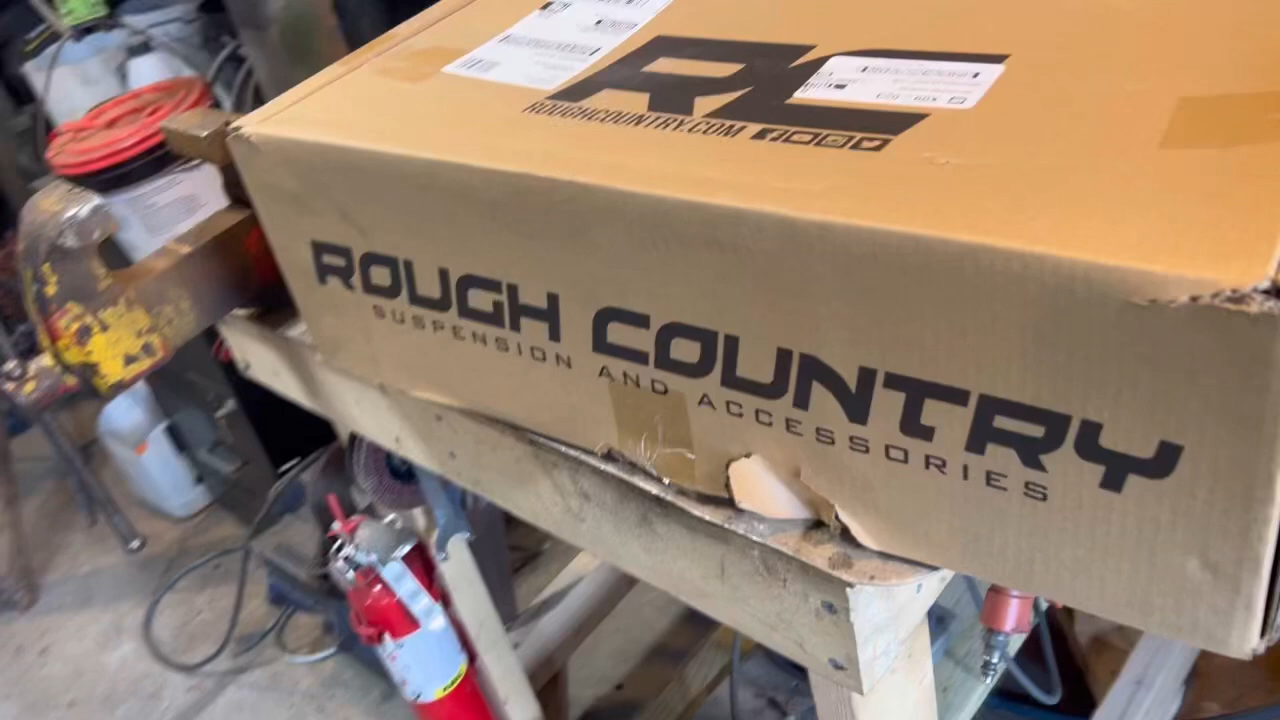 RC
ROUGHCOUNTRY.COM
ROUGH COUNTRY
SUSPENSION AND ACCESSORIES